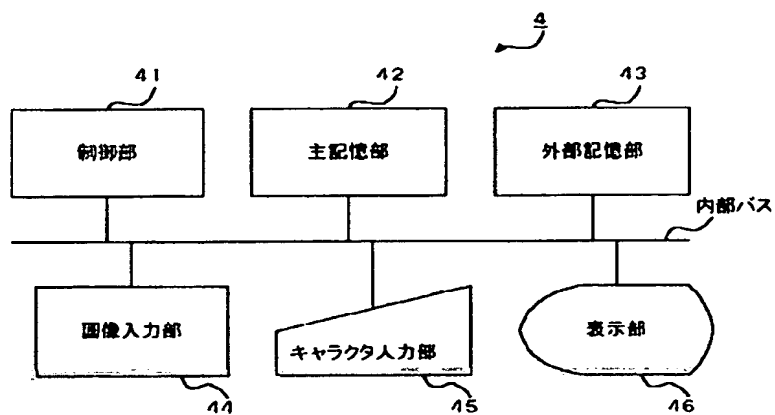 4
41
42
43
制御部
主記憶部
外部記憶部
内部バス
画像入力部
キャラクタ入力部
表示部
44
45
46